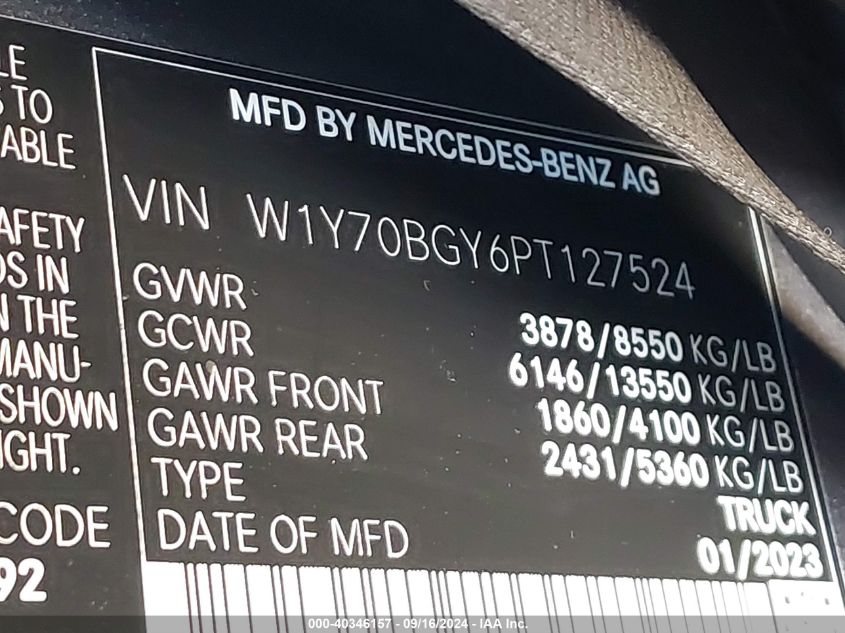 LE
S TO
ABLE
AFETY
DS IN
N THE
MANU-
SHOWN
IGHT.
CODE
92
MFD BY MERCEDES-BENZ AG
VIN W1Y70BGY6PT127524
GVWR 3878/8550 KG/LB
GCWR 6146/13550 KG/LB
GAWR FRONT 1860/4100 KG/LB
GAWR REAR 2431/5360 KG/LB
TYPE TRUCK
DATE OF MFD 01/2023
000-40346157 - 09/16/2024 - IAA Inc.